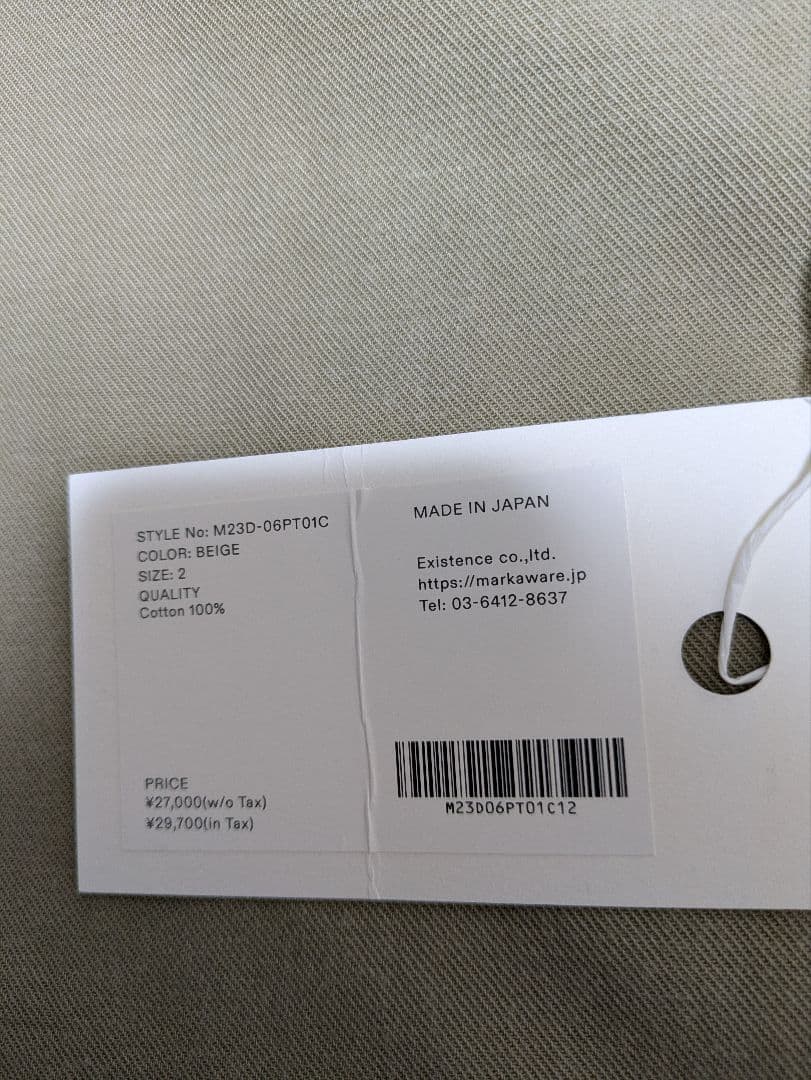 STYLE No: M23D-06PT01C
COLOR: BEIGE
SIZE: 2
QUALITY
Cotton 100%
PRICE
¥27,000(w/o Tax)
¥29,700(in Tax)
MADE IN JAPAN
Existence co.,ltd.
https://markaware.jp
Tel: 03-6412-8637
M23D06PT01C12